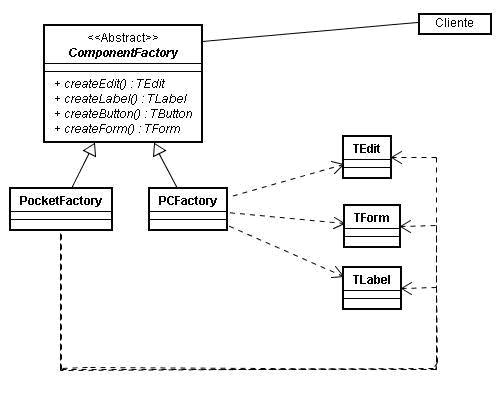 Cliente
<<Abstract>>
ComponentFactory
+ createEdit() : TEdit
+ createLabel() : TLabel
+ createButton() : TButton
+ createForm() : TForm
TEdit
PocketFactory
PCFactory
TForm
TLabel